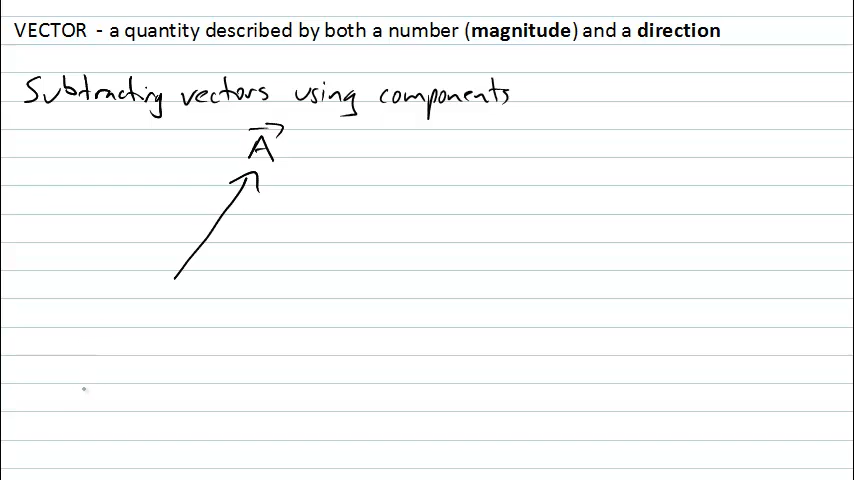 VECTOR - a quantity described by both a number (magnitude) and a direction
Subtracting vectors using components
A